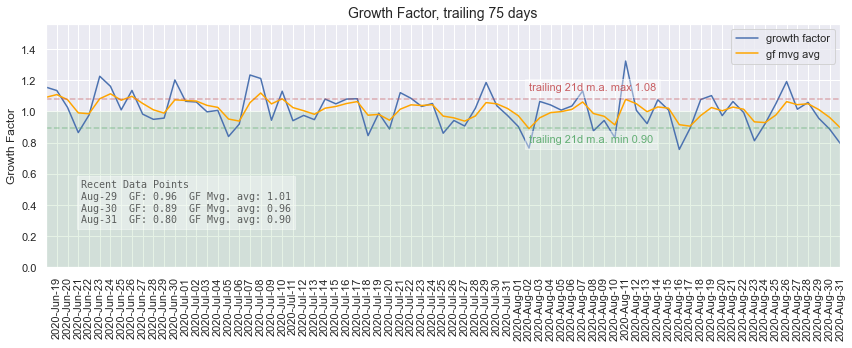 Growth Factor, trailing 75 days
growth factor
gf mvg avg
Growth Factor
1.4
1.2
1.0
0.8
0.6
0.4
0.2
0.0
trailing 21d m.a. max 1.08
trailing 21d m.a. min 0.90
Recent Data Points
Aug-29 GF: 0.96 GF Mvg. avg: 1.01
Aug-30 GF: 0.89 GF Mvg. avg: 0.96
Aug-31 GF: 0.80 GF Mvg. avg: 0.90
2020-Jun-19
2020-Jun-20
2020-Jun-21
2020-Jun-22
2020-Jun-23
2020-Jun-24
2020-Jun-25
2020-Jun-26
2020-Jun-27
2020-Jun-28
2020-Jun-29
2020-Jun-30
2020-Jul-01
2020-Jul-02
2020-Jul-03
2020-Jul-04
2020-Jul-05
2020-Jul-06
2020-Jul-07
2020-Jul-08
2020-Jul-09
2020-Jul-10
2020-Jul-11
2020-Jul-12
2020-Jul-13
2020-Jul-14
2020-Jul-15
2020-Jul-16
2020-Jul-17
2020-Jul-18
2020-Jul-19
2020-Jul-20
2020-Jul-21
2020-Jul-22
2020-Jul-23
2020-Jul-24
2020-Jul-25
2020-Jul-26
2020-Jul-27
2020-Jul-28
2020-Jul-29
2020-Jul-30
2020-Jul-31
2020-Aug-01
2020-Aug-02
2020-Aug-03
2020-Aug-04
2020-Aug-05
2020-Aug-06
2020-Aug-07
2020-Aug-08
2020-Aug-09
2020-Aug-10
2020-Aug-11
2020-Aug-12
2020-Aug-13
2020-Aug-14
2020-Aug-15
2020-Aug-16
2020-Aug-17
2020-Aug-18
2020-Aug-19
2020-Aug-20
2020-Aug-21
2020-Aug-22
2020-Aug-23
2020-Aug-24
2020-Aug-25
2020-Aug-26
2020-Aug-27
2020-Aug-28
2020-Aug-29
2020-Aug-30
2020-Aug-31